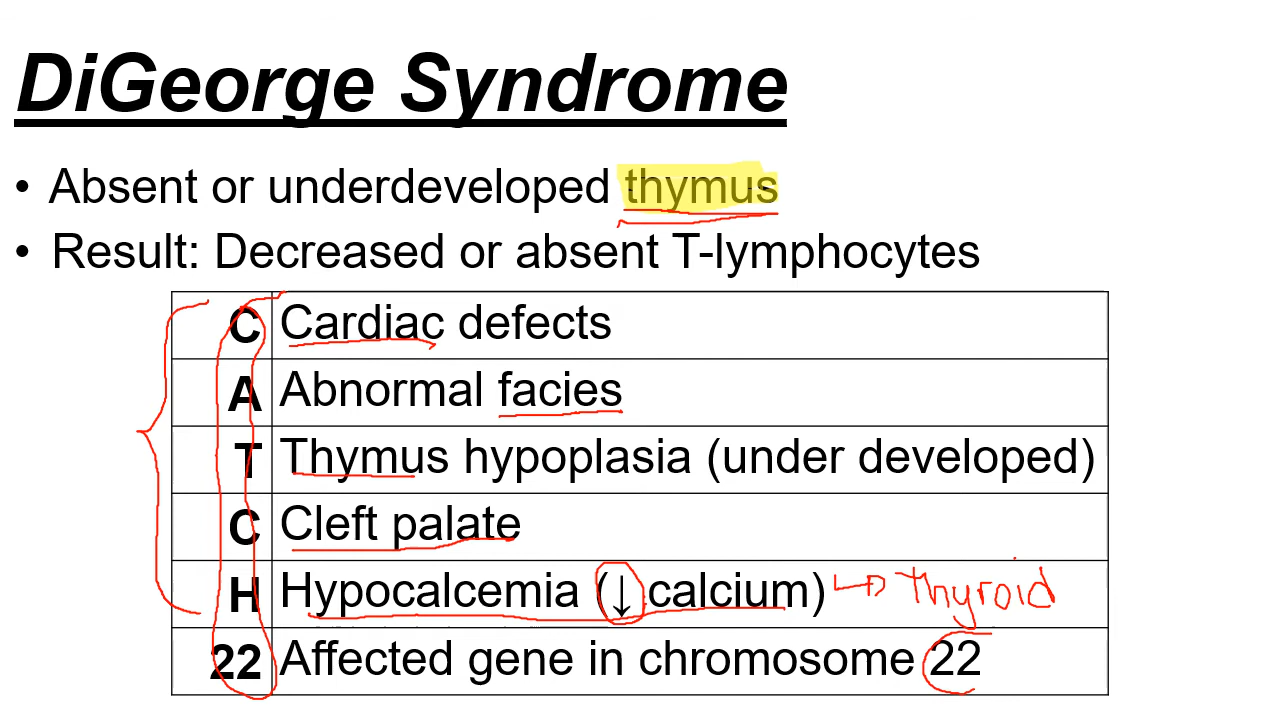 DiGeorge Syndrome
• Absent or underdeveloped thymus
• Result: Decreased or absent T-lymphocytes
C Cardiac defects
A Abnormal facies
T Thymus hypoplasia (under developed)
C Cleft palate
H Hypocalcemia (↓ calcium) ↳ Thyroid
22 Affected gene in chromosome 22